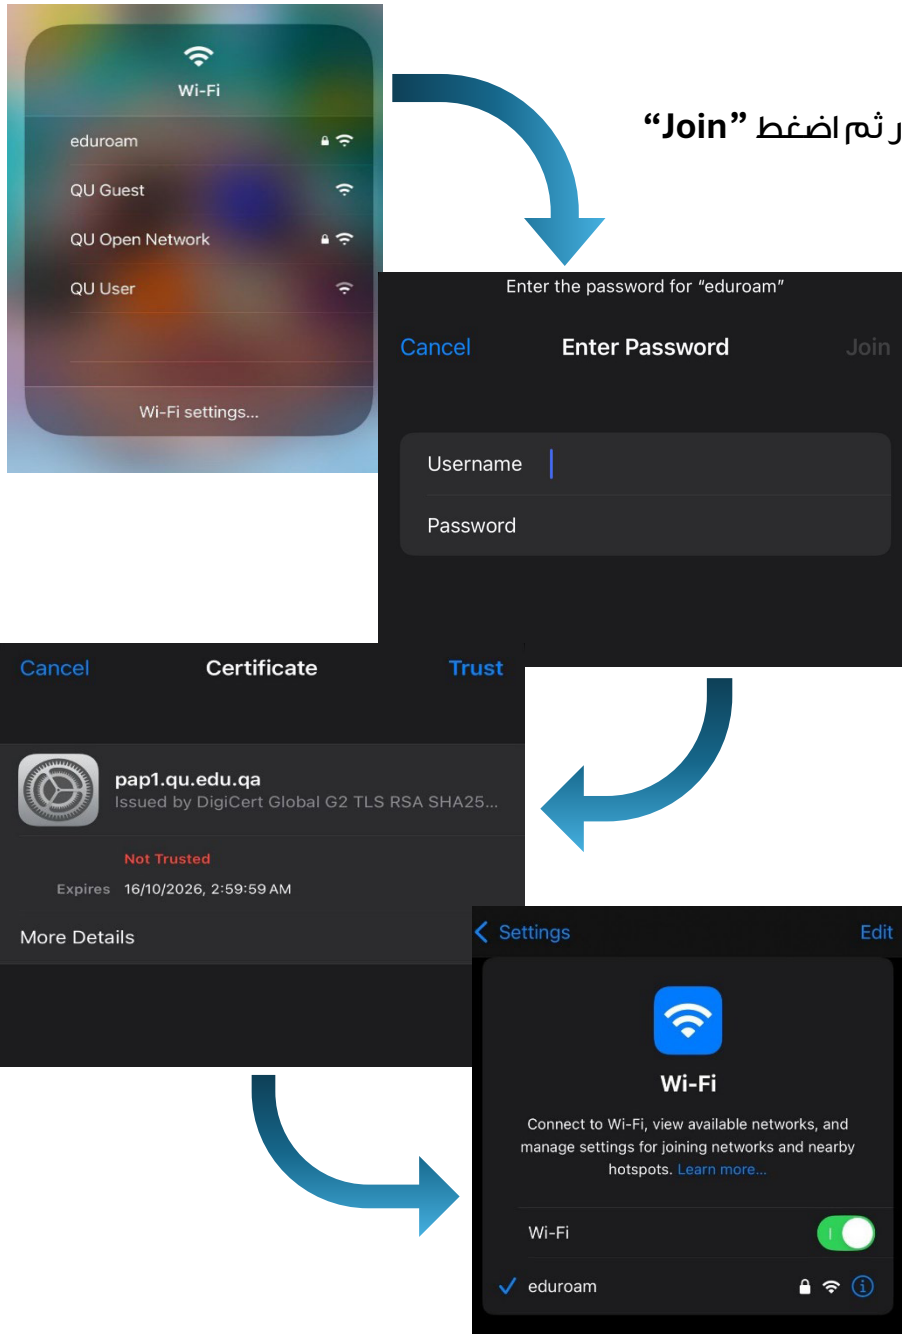 Wi-Fi
eduroam
QU Guest
QU Open Network
QU User
Wi-Fi settings...
ر ثم اضغط “Join”
Enter the password for “eduroam”
Cancel
Enter Password
Join
Username
Password
Cancel
Certificate
Trust
pap1.qu.edu.qa
Issued by DigiCert Global G2 TLS RSA SHA25...
Not Trusted
Expires 16/10/2026, 2:59:59 AM
More Details
Settings
Edit
Wi-Fi
Connect to Wi-Fi, view available networks, and
manage settings for joining networks and nearby
hotspots. Learn more...
Wi-Fi
eduroam